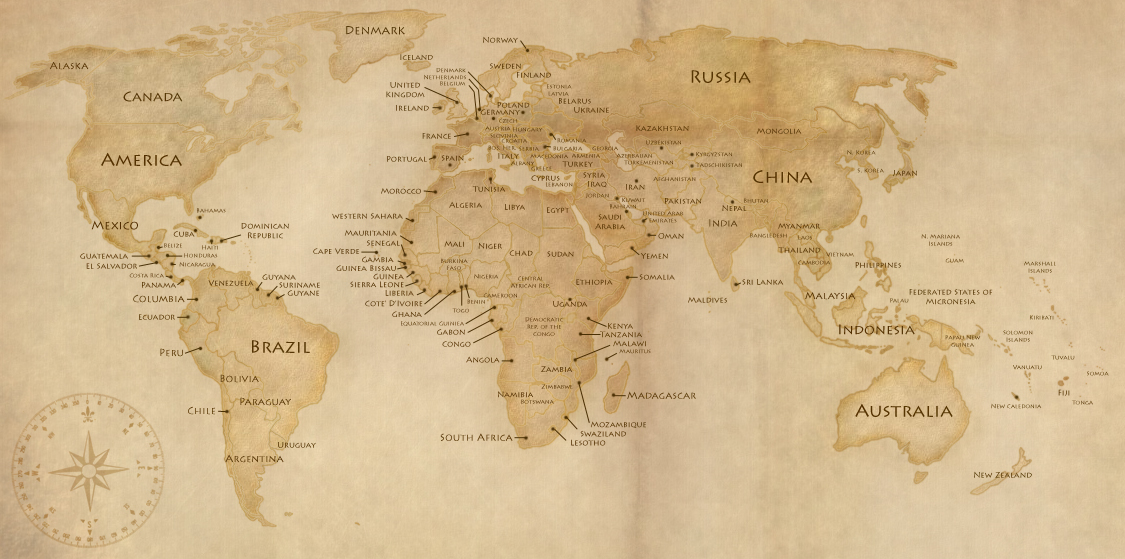 Denmark
Alaska
Canada
America
Mexico
Bahamas
Cuba
Haiti
Dominican
Republic
Belize
Guatemala
Honduras
El Salvador
Nicaragua
Costa Rica
Panama
Venezuela
Guyana
Suriname
Guyane
Columbia
Ecuador
Peru
Brazil
Bolivia
Paraguay
Chile
Uruguay
Argentina
Iceland
Norway
Sweden
Finland
Denmark
Netherlands
Belgium
United
Kingdom
Ireland
Estonia
Latvia
Belarus
Poland
Germany
Ukraine
Czech
Austria
Hungary
Slovenia
Croatia
Bos. Her.
Serbia
Romania
Bulgaria
France
Italy
Macedonia
Albany
Greece
Portugal
Spain
Georgia
Armenia
Azirbaijan
Turkey
Cyprus
Lebanon
Syria
Iraq
Jordan
Iran
Kuwait
Bahrain
Saudi
Arabia
United Arab
Emirates
Oman
Yemen
Russia
Kazakhstan
Uzbekistan
Turkmenistan
Kyrgyzstan
Tadichikistan
Afghanistan
Pakistan
Mongolia
China
N. Korea
S. Korea
Japan
Nepal
Bhutan
India
Bangladesh
Myanmar
Laos
Thailand
Vietnam
Cambodia
Sri Lanka
Maldives
Malaysia
Philippines
Indonesia
Papau New
Guinea
Palau
N. Mariana
Islands
Guam
Federated States of
Micronesia
Marshall
Islands
Kiribati
Solomon
Islands
Tuvalu
Vanuatu
Samoa
Fiji
Tonga
New Caledonia
Australia
New Zealand
Morocco
Tunisia
Algeria
Libya
Egypt
Western Sahara
Mauritania
Senegal
Cape Verde
Gambia
Guinea Bissau
Guinea
Sierra Leone
Liberia
Cote D'Ivoire
Ghana
Togo
Benin
Mali
Burkina
Faso
Niger
Nigeria
Chad
Sudan
Cameroon
Central
African Rep.
Ethiopia
Somalia
Uganda
Equatorial Guinea
Gabon
Congo
Democratic
Rep. of the
Congo
Kenya
Tanzania
Malawi
Mauritus
Angola
Zambia
Zimbabwe
Namibia
Botswana
Madagascar
Mozambique
Swaziland
Lesotho
South Africa